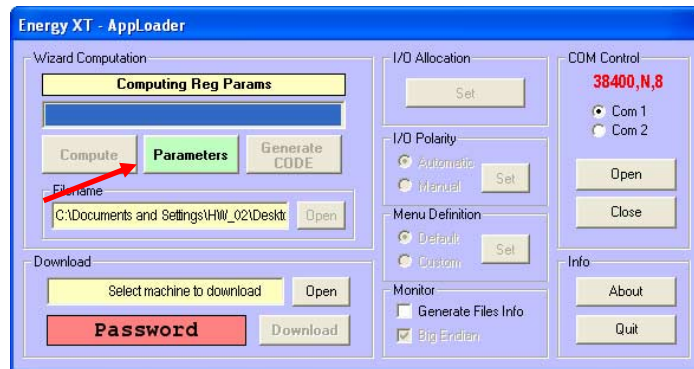 Energy XT - AppLoader
Wizard Computation
Computing Reg Params
Compute
Parameters
Generate
CODE
Filename
C:\Documents and Settings\HW_02\Deskt
Open
Download
Select machine to download
Open
Password
Download
I/O Allocation
Set
I/O Polarity
Automatic
Manual
Set
Menu Definition
Default
Custom
Set
Monitor
Generate Files Info
Big Endian
COM Control
38400,N,8
Com 1
Com 2
Open
Close
Info
About
Quit